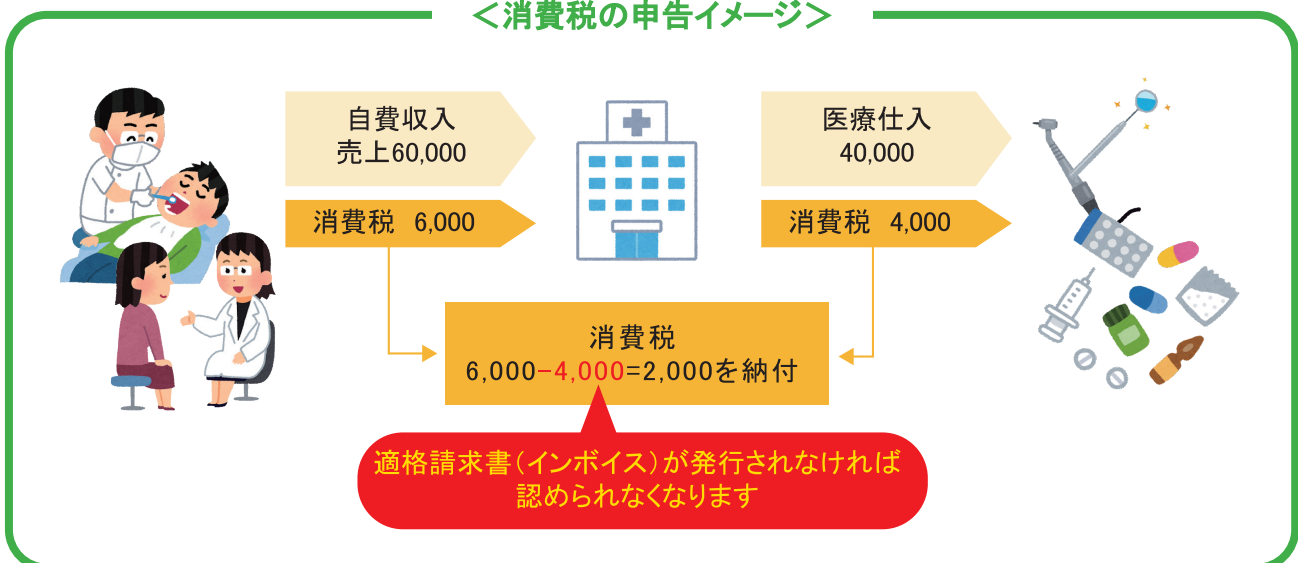 ＜消費税の申告イメージ＞
自費収入
売上60,000
消費税 6,000
医療仕入
40,000
消費税 4,000
消費税
6,000−4,000=2,000を納付
適格請求書（インボイス）が発行されなければ
認められなくなります